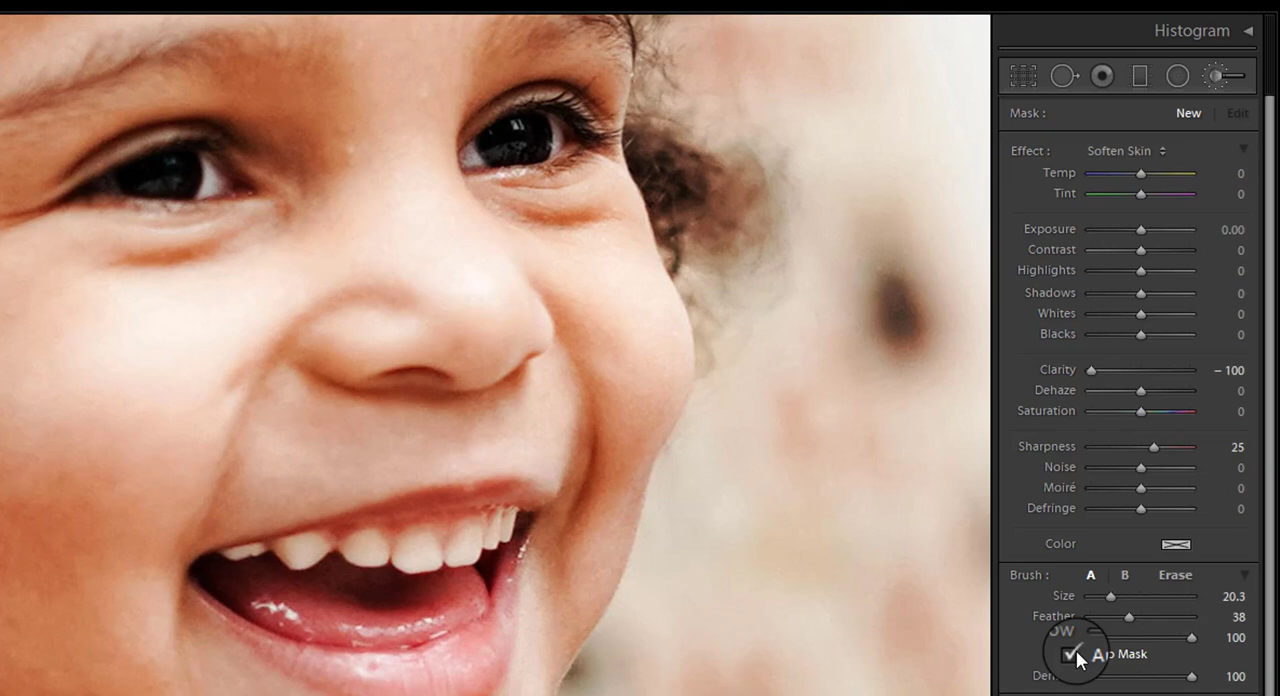 Histogram
Mask : New Edit
Effect : Soften Skin
Temp 0
Tint 0
Exposure 0.00
Contrast 0
Highlights 0
Shadows 0
Whites 0
Blacks 0
Clarity – 100
Dehaze 0
Saturation 0
Sharpness 25
Noise 0
Moiré 0
Defringe 0
Color
Brush : A B Erase
Size 20.3
Feather 38
100
Mask
100